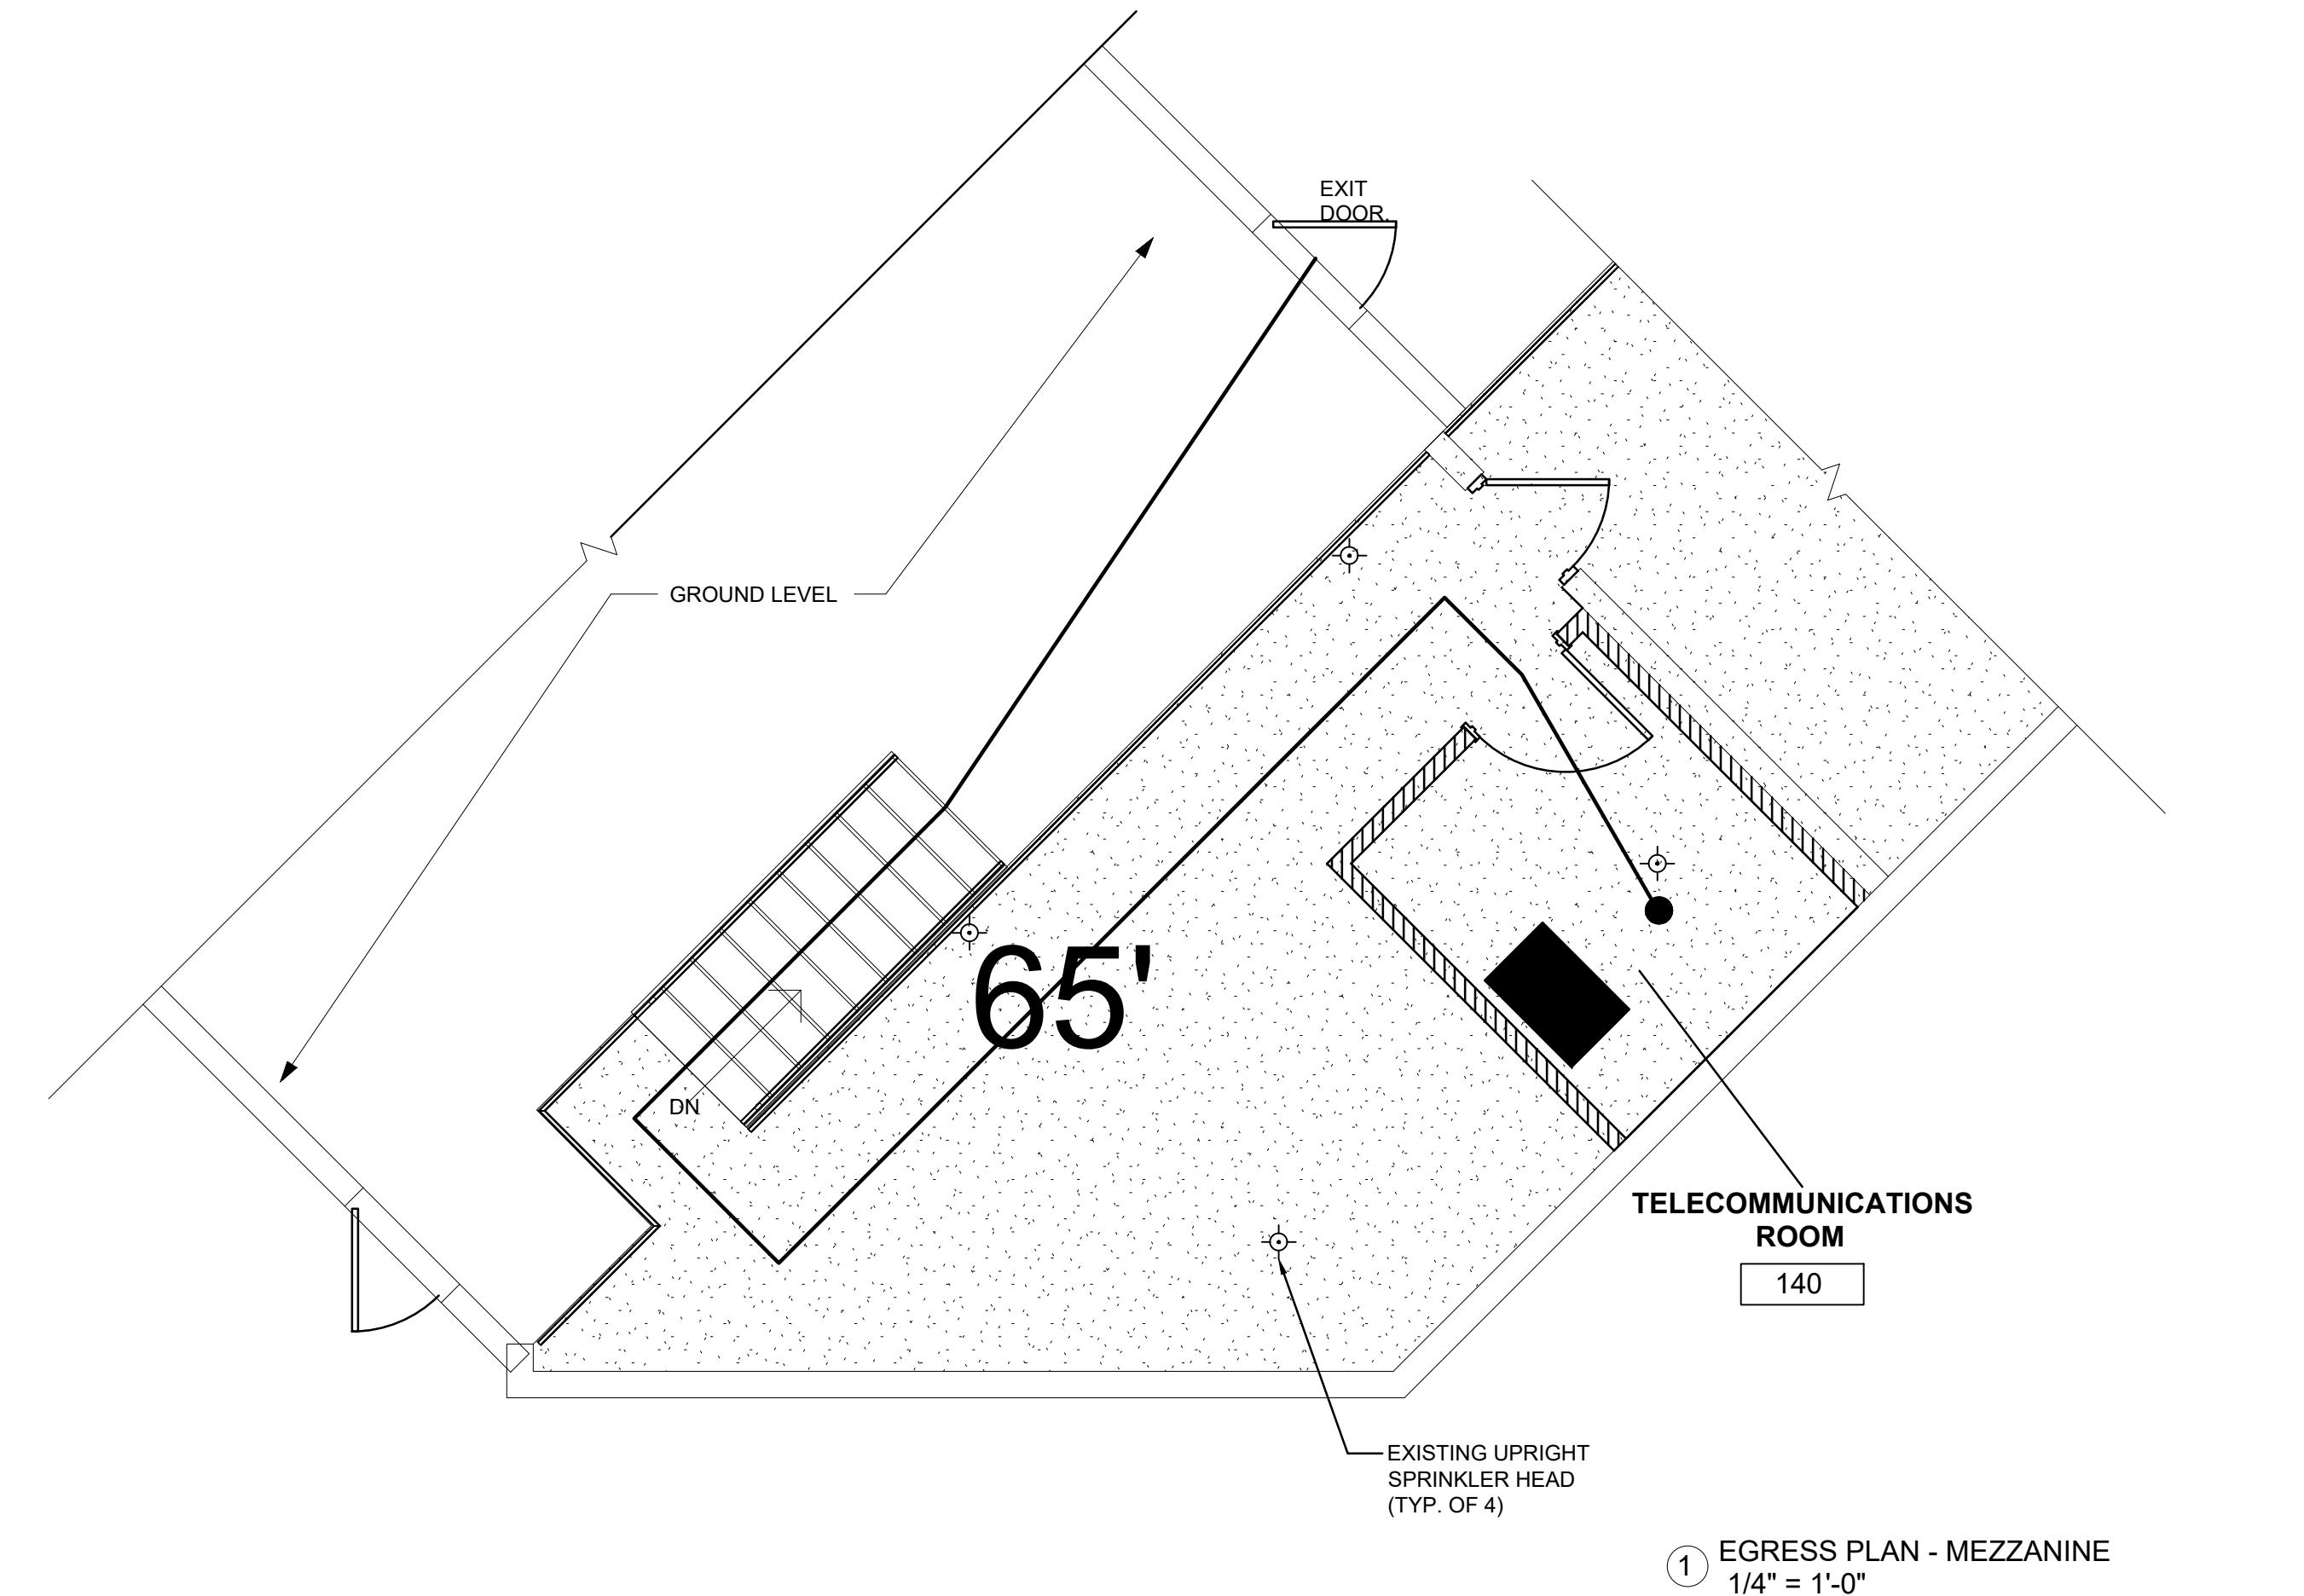 EXIT
DOOR.
GROUND LEVEL
65'
DN
TELECOMMUNICATIONS
ROOM
140
EXISTING UPRIGHT
SPRINKLER HEAD
(TYP. OF 4)
1
EGRESS PLAN - MEZZANINE
1/4" = 1'-0"